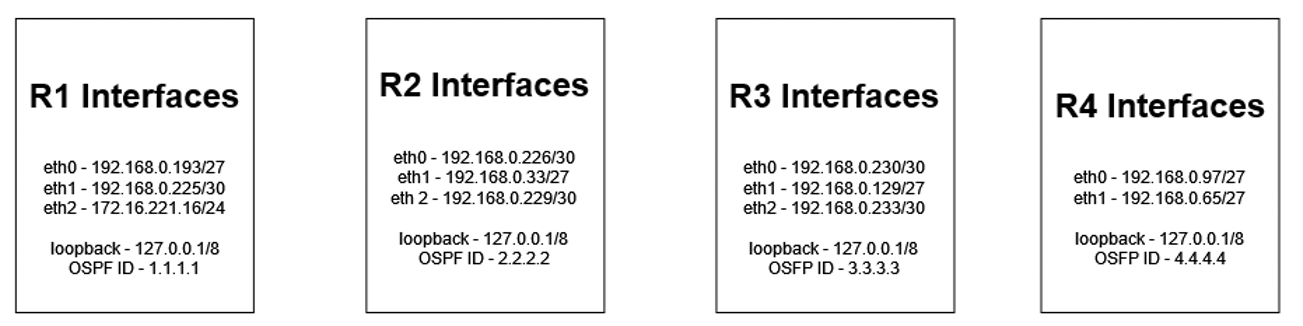 R1 Interfaces
eth0 - 192.168.0.193/27
eth1 - 192.168.0.225/30
eth2 - 172.16.221.16/24
loopback - 127.0.0.1/8
OSPF ID - 1.1.1.1
R2 Interfaces
eth0 - 192.168.0.226/30
eth1 - 192.168.0.33/27
eth 2 - 192.168.0.229/30
loopback - 127.0.0.1/8
OSPF ID - 2.2.2.2
R3 Interfaces
eth0 - 192.168.0.230/30
eth1 - 192.168.0.129/27
eth2 - 192.168.0.233/30
loopback - 127.0.0.1/8
OSFP ID - 3.3.3.3
R4 Interfaces
eth0 - 192.168.0.97/27
eth1 - 192.168.0.65/27
loopback - 127.0.0.1/8
OSFP ID - 4.4.4.4